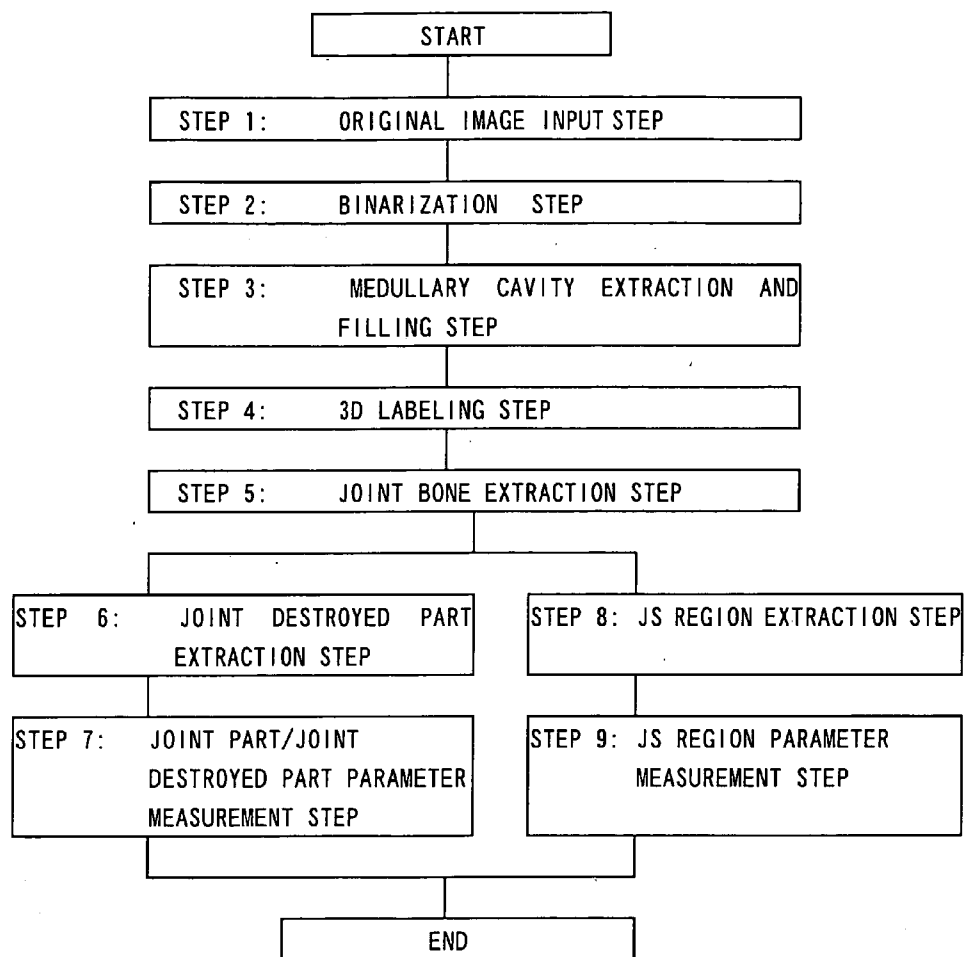 START
STEP 1: ORIGINAL IMAGE INPUT STEP
STEP 2: BINARIZATION STEP
STEP 3: MEDULLARY CAVITY EXTRACTION AND
FILLING STEP
STEP 4: 3D LABELING STEP
STEP 5: JOINT BONE EXTRACTION STEP
STEP 6: JOINT DESTROYED PART
EXTRACTION STEP
STEP 7: JOINT PART/JOINT
DESTROYED PART PARAMETER
MEASUREMENT STEP
STEP 8: JS REGION EXTRACTION STEP
STEP 9: JS REGION PARAMETER
MEASUREMENT STEP
END